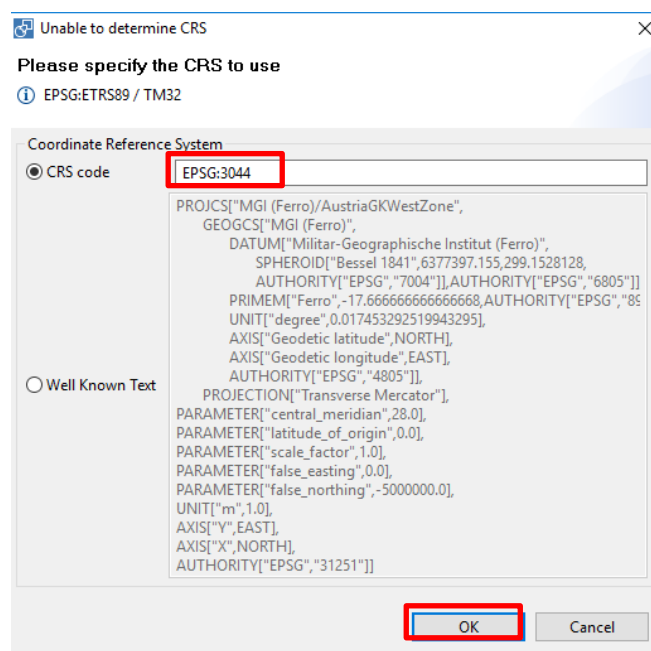 Unable to determine CRS
Please specify the CRS to use
EPSG:ETRS89 / TM32
Coordinate Reference System
CRS code
EPSG:3044
PROJCS["MGI (Ferro)/AustriaGKWestZone",
GEOGCS["MGI (Ferro)",
DATUM["Militar-Geographische Institut (Ferro)",
SPHEROID["Bessel 1841",6377397.155,299.1528128,
AUTHORITY["EPSG","7004"]],AUTHORITY["EPSG","6805"]]
PRIMEM["Ferro",-17.666666666666668,AUTHORITY["EPSG","89
UNIT["degree",0.017453292519943295],
AXIS["Geodetic latitude",NORTH],
AXIS["Geodetic longitude",EAST],
AUTHORITY["EPSG","4805"]],
Well Known Text
PROJECTION["Transverse Mercator"],
PARAMETER["central_meridian",28.0],
PARAMETER["latitude_of_origin",0.0],
PARAMETER["scale_factor",1.0],
PARAMETER["false_easting",0.0],
PARAMETER["false_northing",-5000000.0],
UNIT["m",1.0],
AXIS["Y",EAST],
AXIS["X",NORTH],
AUTHORITY["EPSG","31251"]]
OK
Cancel